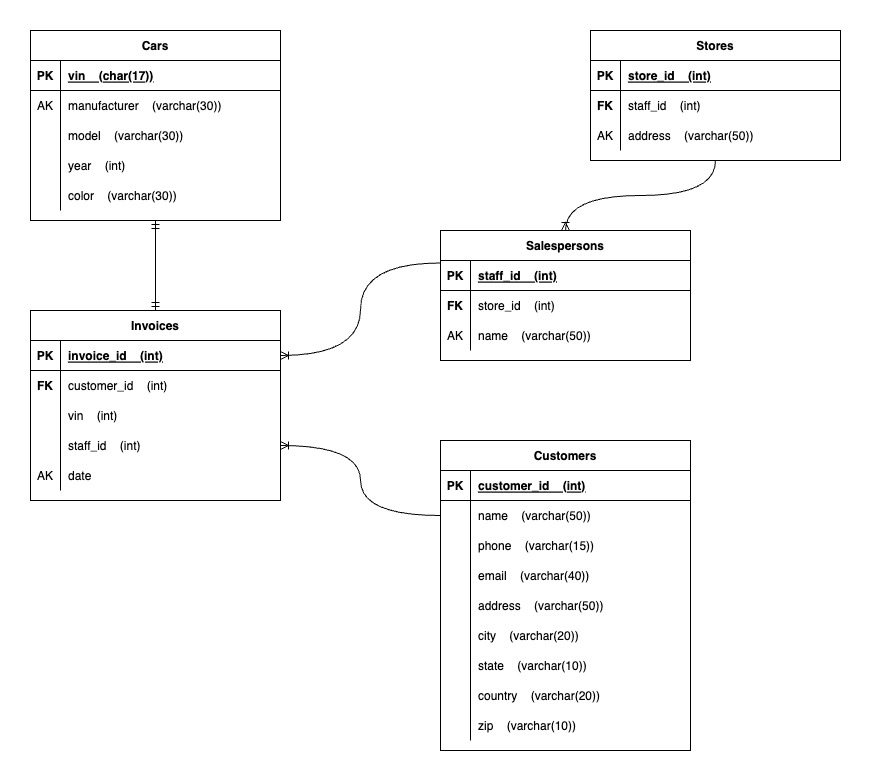 Cars
PK vin (char(17))
AK manufacturer (varchar(30))
model (varchar(30))
year (int)
color (varchar(30))
Stores
PK store_id (int)
FK staff_id (int)
AK address (varchar(50))
Salespersons
PK staff_id (int)
FK store_id (int)
AK name (varchar(50))
Invoices
PK invoice_id (int)
FK customer_id (int)
vin (int)
staff_id (int)
AK date
Customers
PK customer_id (int)
name (varchar(50))
phone (varchar(15))
email (varchar(40))
address (varchar(50))
city (varchar(20))
state (varchar(10))
country (varchar(20))
zip (varchar(10))